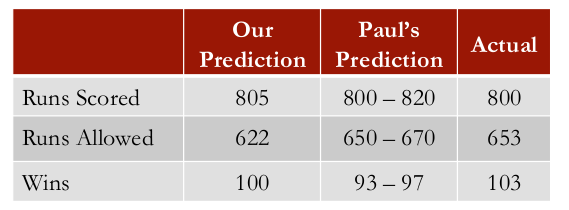 Our Prediction Paul's Prediction Actual
Runs Scored 805 800 – 820 800
Runs Allowed 622 650 – 670 653
Wins 100 93 – 97 103